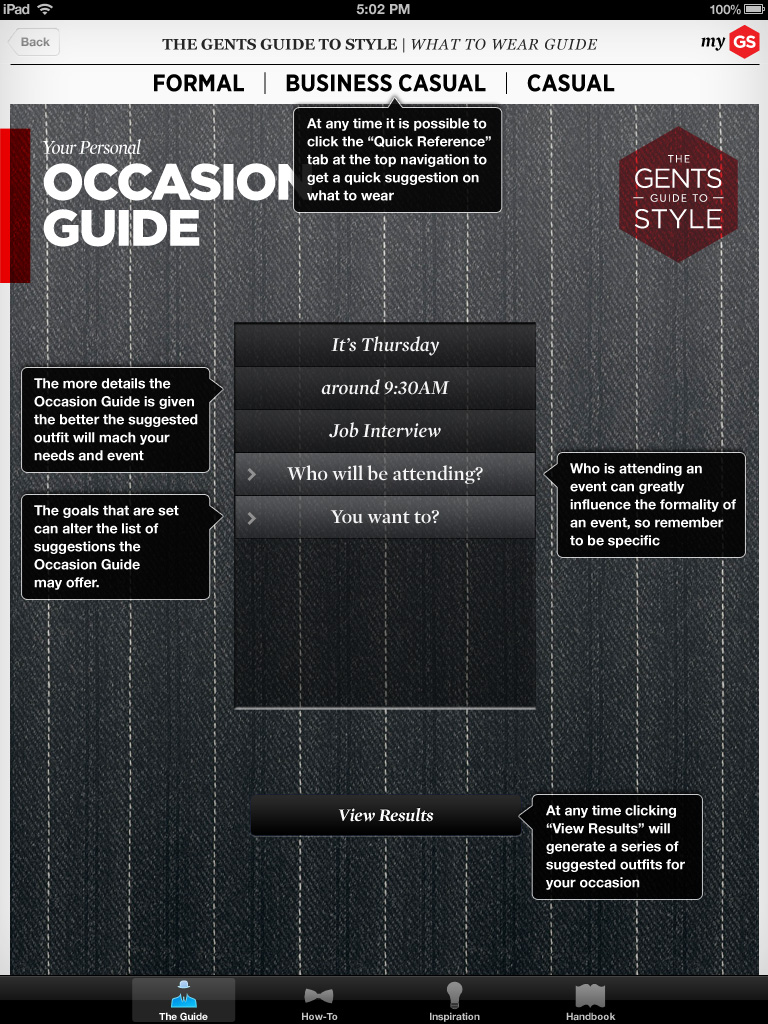 iPad 5:02 PM 100%
Back
THE GENTS GUIDE TO STYLE | WHAT TO WEAR GUIDE
my GS
FORMAL | BUSINESS CASUAL | CASUAL
At any time it is possible to
click the “Quick Reference”
tab at the top navigation to
get a quick suggestion on
what to wear
Your Personal
OCCASION
GUIDE
THE
GENTS
GUIDE TO
STYLE
It’s Thursday
around 9:30AM
Job Interview
Who will be attending?
You want to?
The more details the
Occasion Guide is given
the better the suggested
outfit will mach your
needs and event
Who is attending an
event can greatly
influence the formality of
an event, so remember
to be specific
The goals that are set
can alter the list of
suggestions the
Occasion Guide
may offer.
View Results
At any time clicking
“View Results” will
generate a series of
suggested outfits for
your occasion
The Guide
How-To
Inspiration
Handbook